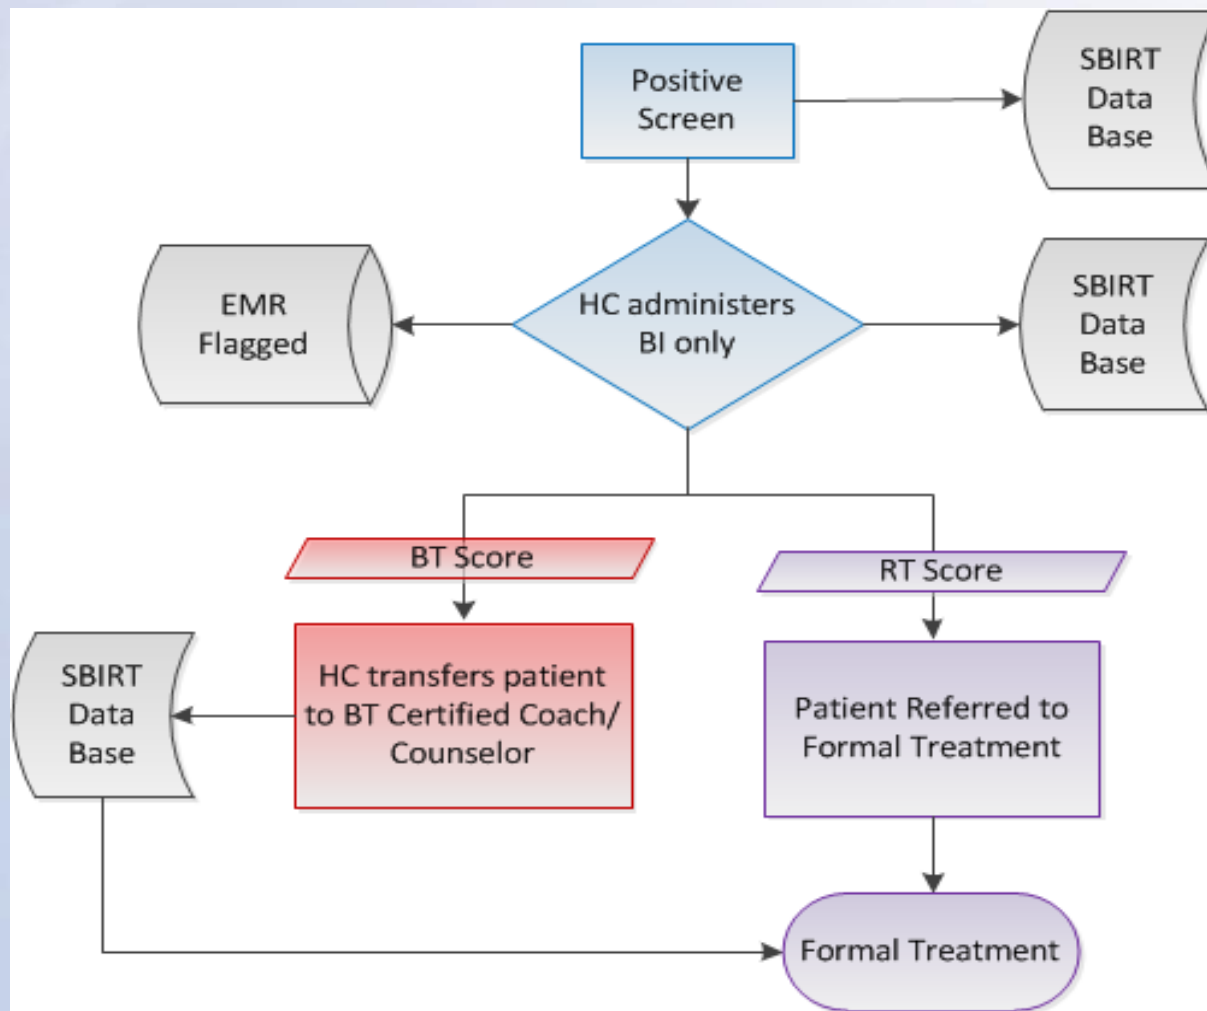 Positive
Screen
SBIRT
Data
Base
EMR
Flagged
HC administers
BI only
SBIRT
Data
Base
BT Score
RT Score
SBIRT
Data
Base
HC transfers patient
to BT Certified Coach/
Counselor
Patient Referred to
Formal Treatment
Formal Treatment